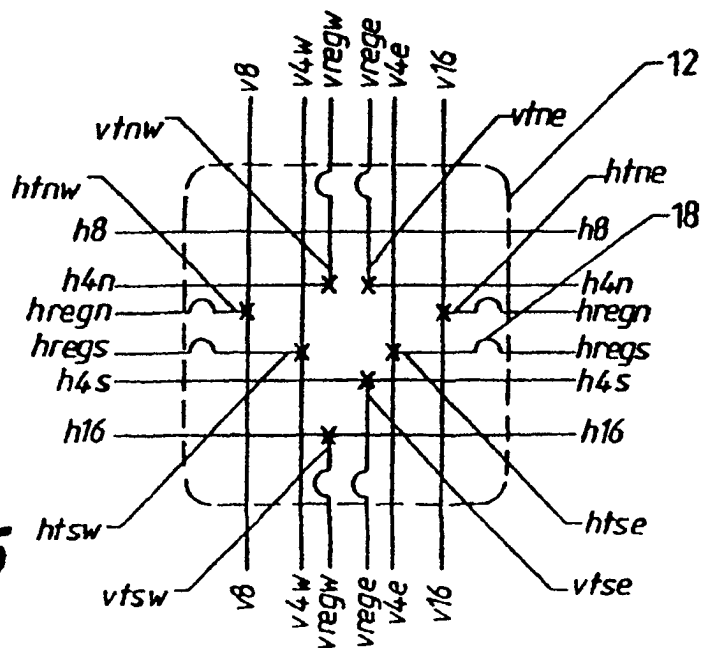 v8
v4w
vregw
vrege
v4e
v16
12
vtnw
vtne
htnw
htne
h8
h8
18
h4n
h4n
hregn
hregn
hregs
hregs
h4s
h4s
h16
h16
htsw
htse
5
vtsw
vtse
v8
v4w
vregw
vrege
v4e
v16